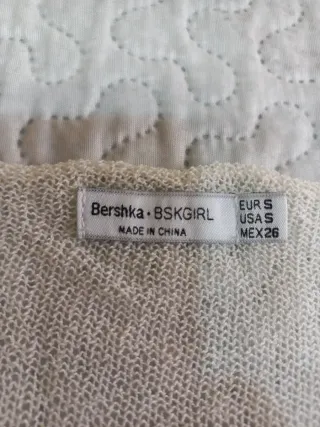 Bershka • BSKGIRL
MADE IN CHINA
EUR S
USA S
MEX 26